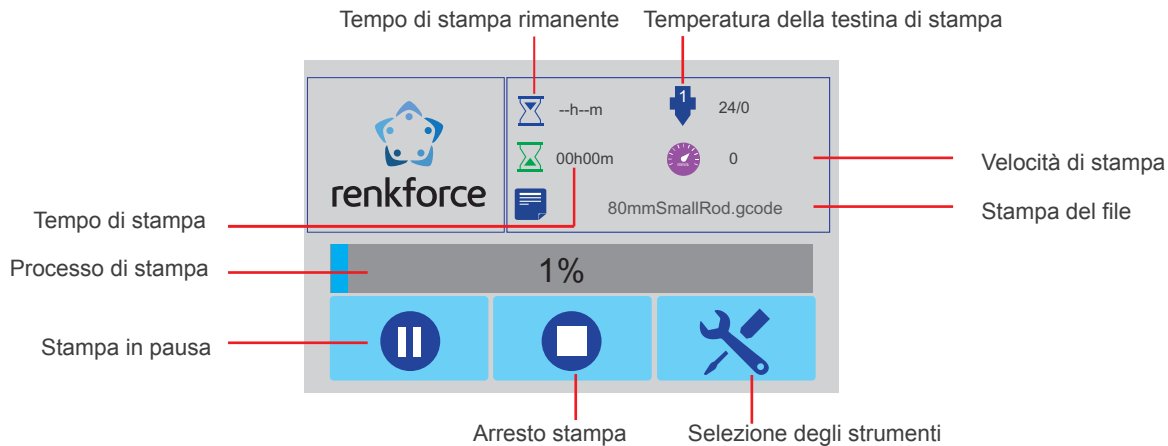 Tempo di stampa rimanente
Temperatura della testina di stampa
1
--h--m
24/0
00h00m
0
Velocità di stampa
renkforce
80mmSmallRod.gcode
Stampa del file
Tempo di stampa
Processo di stampa
1%
Stampa in pausa
Arresto stampa
Selezione degli strumenti